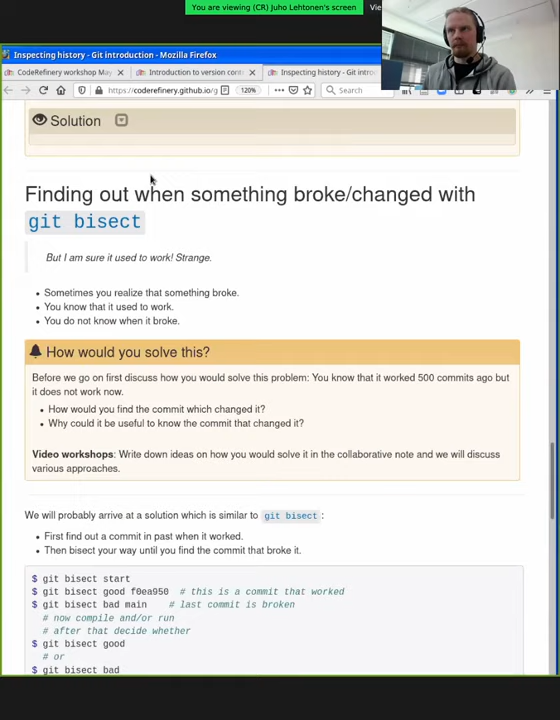 You are viewing (CR) Juho Lehtonen's screen
Inspecting history - Git introduction - Mozilla Firefox
CodeRefinery workshop May
Introduction to version cont
Inspecting history - Git intro
https://coderefinery.github.io/g
120%
Search
Solution
Finding out when something broke/changed with
git bisect
But I am sure it used to work! Strange.
• Sometimes you realize that something broke.
• You know that it used to work.
• You do not know when it broke.
How would you solve this?
Before we go on first discuss how you would solve this problem: You know that it worked 500 commits ago but
it does not work now.
• How would you find the commit which changed it?
• Why could it be useful to know the commit that changed it?
Video workshops: Write down ideas on how you would solve it in the collaborative note and we will discuss
various approaches.
We will probably arrive at a solution which is similar to git bisect :
• First find out a commit in past when it worked.
• Then bisect your way until you find the commit that broke it.
$ git bisect start
$ git bisect good f0ea950 # this is a commit that worked
$ git bisect bad main # last commit is broken
# now compile and/or run
# after that decide whether
$ git bisect good
# or
$ git bisect bad